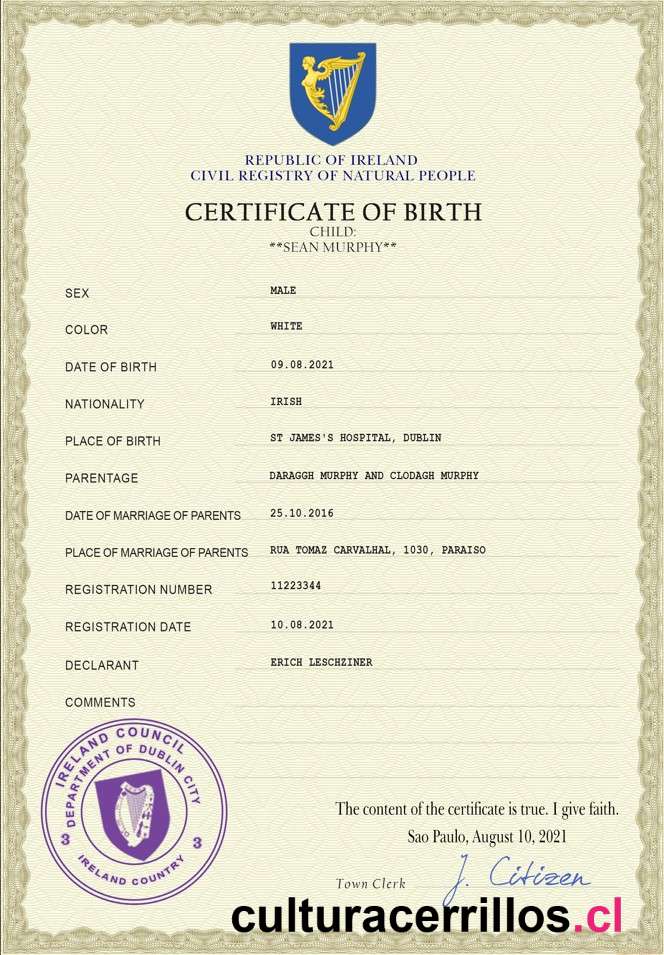 REPUBLIC OF IRELAND
CIVIL REGISTRY OF NATURAL PEOPLE
CERTIFICATE OF BIRTH
CHILD:
**SEAN MURPHY**
SEX MALE
COLOR WHITE
DATE OF BIRTH 09.08.2021
NATIONALITY IRISH
PLACE OF BIRTH ST JAMES'S HOSPITAL, DUBLIN
PARENTAGE DARAGGH MURPHY AND CLODAGH MURPHY
DATE OF MARRIAGE OF PARENTS 25.10.2016
PLACE OF MARRIAGE OF PARENTS RUA TOMAZ CARVALHAL, 1030, PARAISO
REGISTRATION NUMBER 11223344
REGISTRATION DATE 10.08.2021
DECLARANT ERICH LESCHZINER
COMMENTS
IRELAND COUNCIL
DEPARTMENT OF DUBLIN CITY
3 3
IRELAND COUNTRY
The content of the certificate is true. I give faith.
Sao Paulo, August 10, 2021
Town Clerk J. Citizen
culturacerrillos.cl